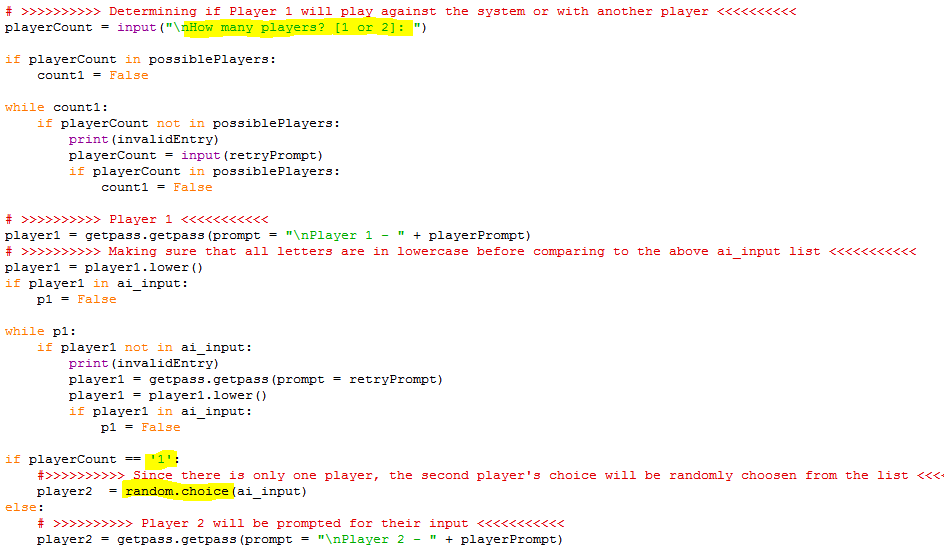 # >>>>>>>>>> Determining if Player 1 will play against the system or with another player <<<<<<<<<<
playerCount = input("\nHow many players? [1 or 2]: ")

if playerCount in possiblePlayers:
    count1 = False

while count1:
    if playerCount not in possiblePlayers:
        print(invalidEntry)
        playerCount = input(retryPrompt)
        if playerCount in possiblePlayers:
            count1 = False

# >>>>>>>>>> Player 1 <<<<<<<<<<<
player1 = getpass.getpass(prompt = "\nPlayer 1 - " + playerPrompt)
# >>>>>>>>>> Making sure that all letters are in lowercase before comparing to the above ai_input list <<<<<<<<<<<
player1 = player1.lower()
if player1 in ai_input:
    p1 = False

while p1:
    if player1 not in ai_input:
        print(invalidEntry)
        player1 = getpass.getpass(prompt = retryPrompt)
        player1 = player1.lower()
        if player1 in ai_input:
            p1 = False

if playerCount == '1':
    #>>>>>>>>>> Since there is only one player, the second player's choice will be randomly choosen from the list <<<<
    player2  = random.choice(ai_input)
else:
    # >>>>>>>>>> Player 2 will be prompted for their input <<<<<<<<<<<
    player2 = getpass.getpass(prompt = "\nPlayer 2 - " + playerPrompt)